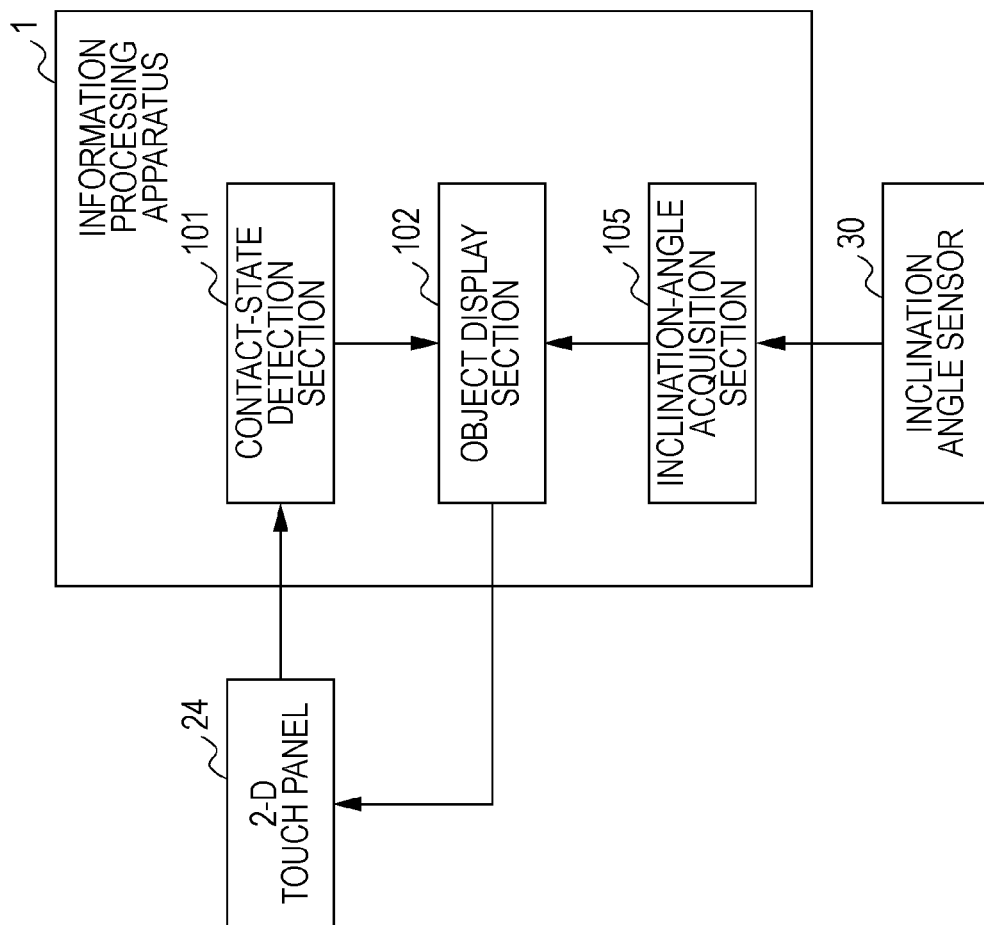 1
INFORMATION
PROCESSING
APPARATUS
24
2-D
TOUCH PANEL
101
CONTACT-STATE
DETECTION
SECTION
102
OBJECT DISPLAY
SECTION
105
INCLINATION-ANGLE
ACQUISITION
SECTION
30
INCLINATION
ANGLE SENSOR